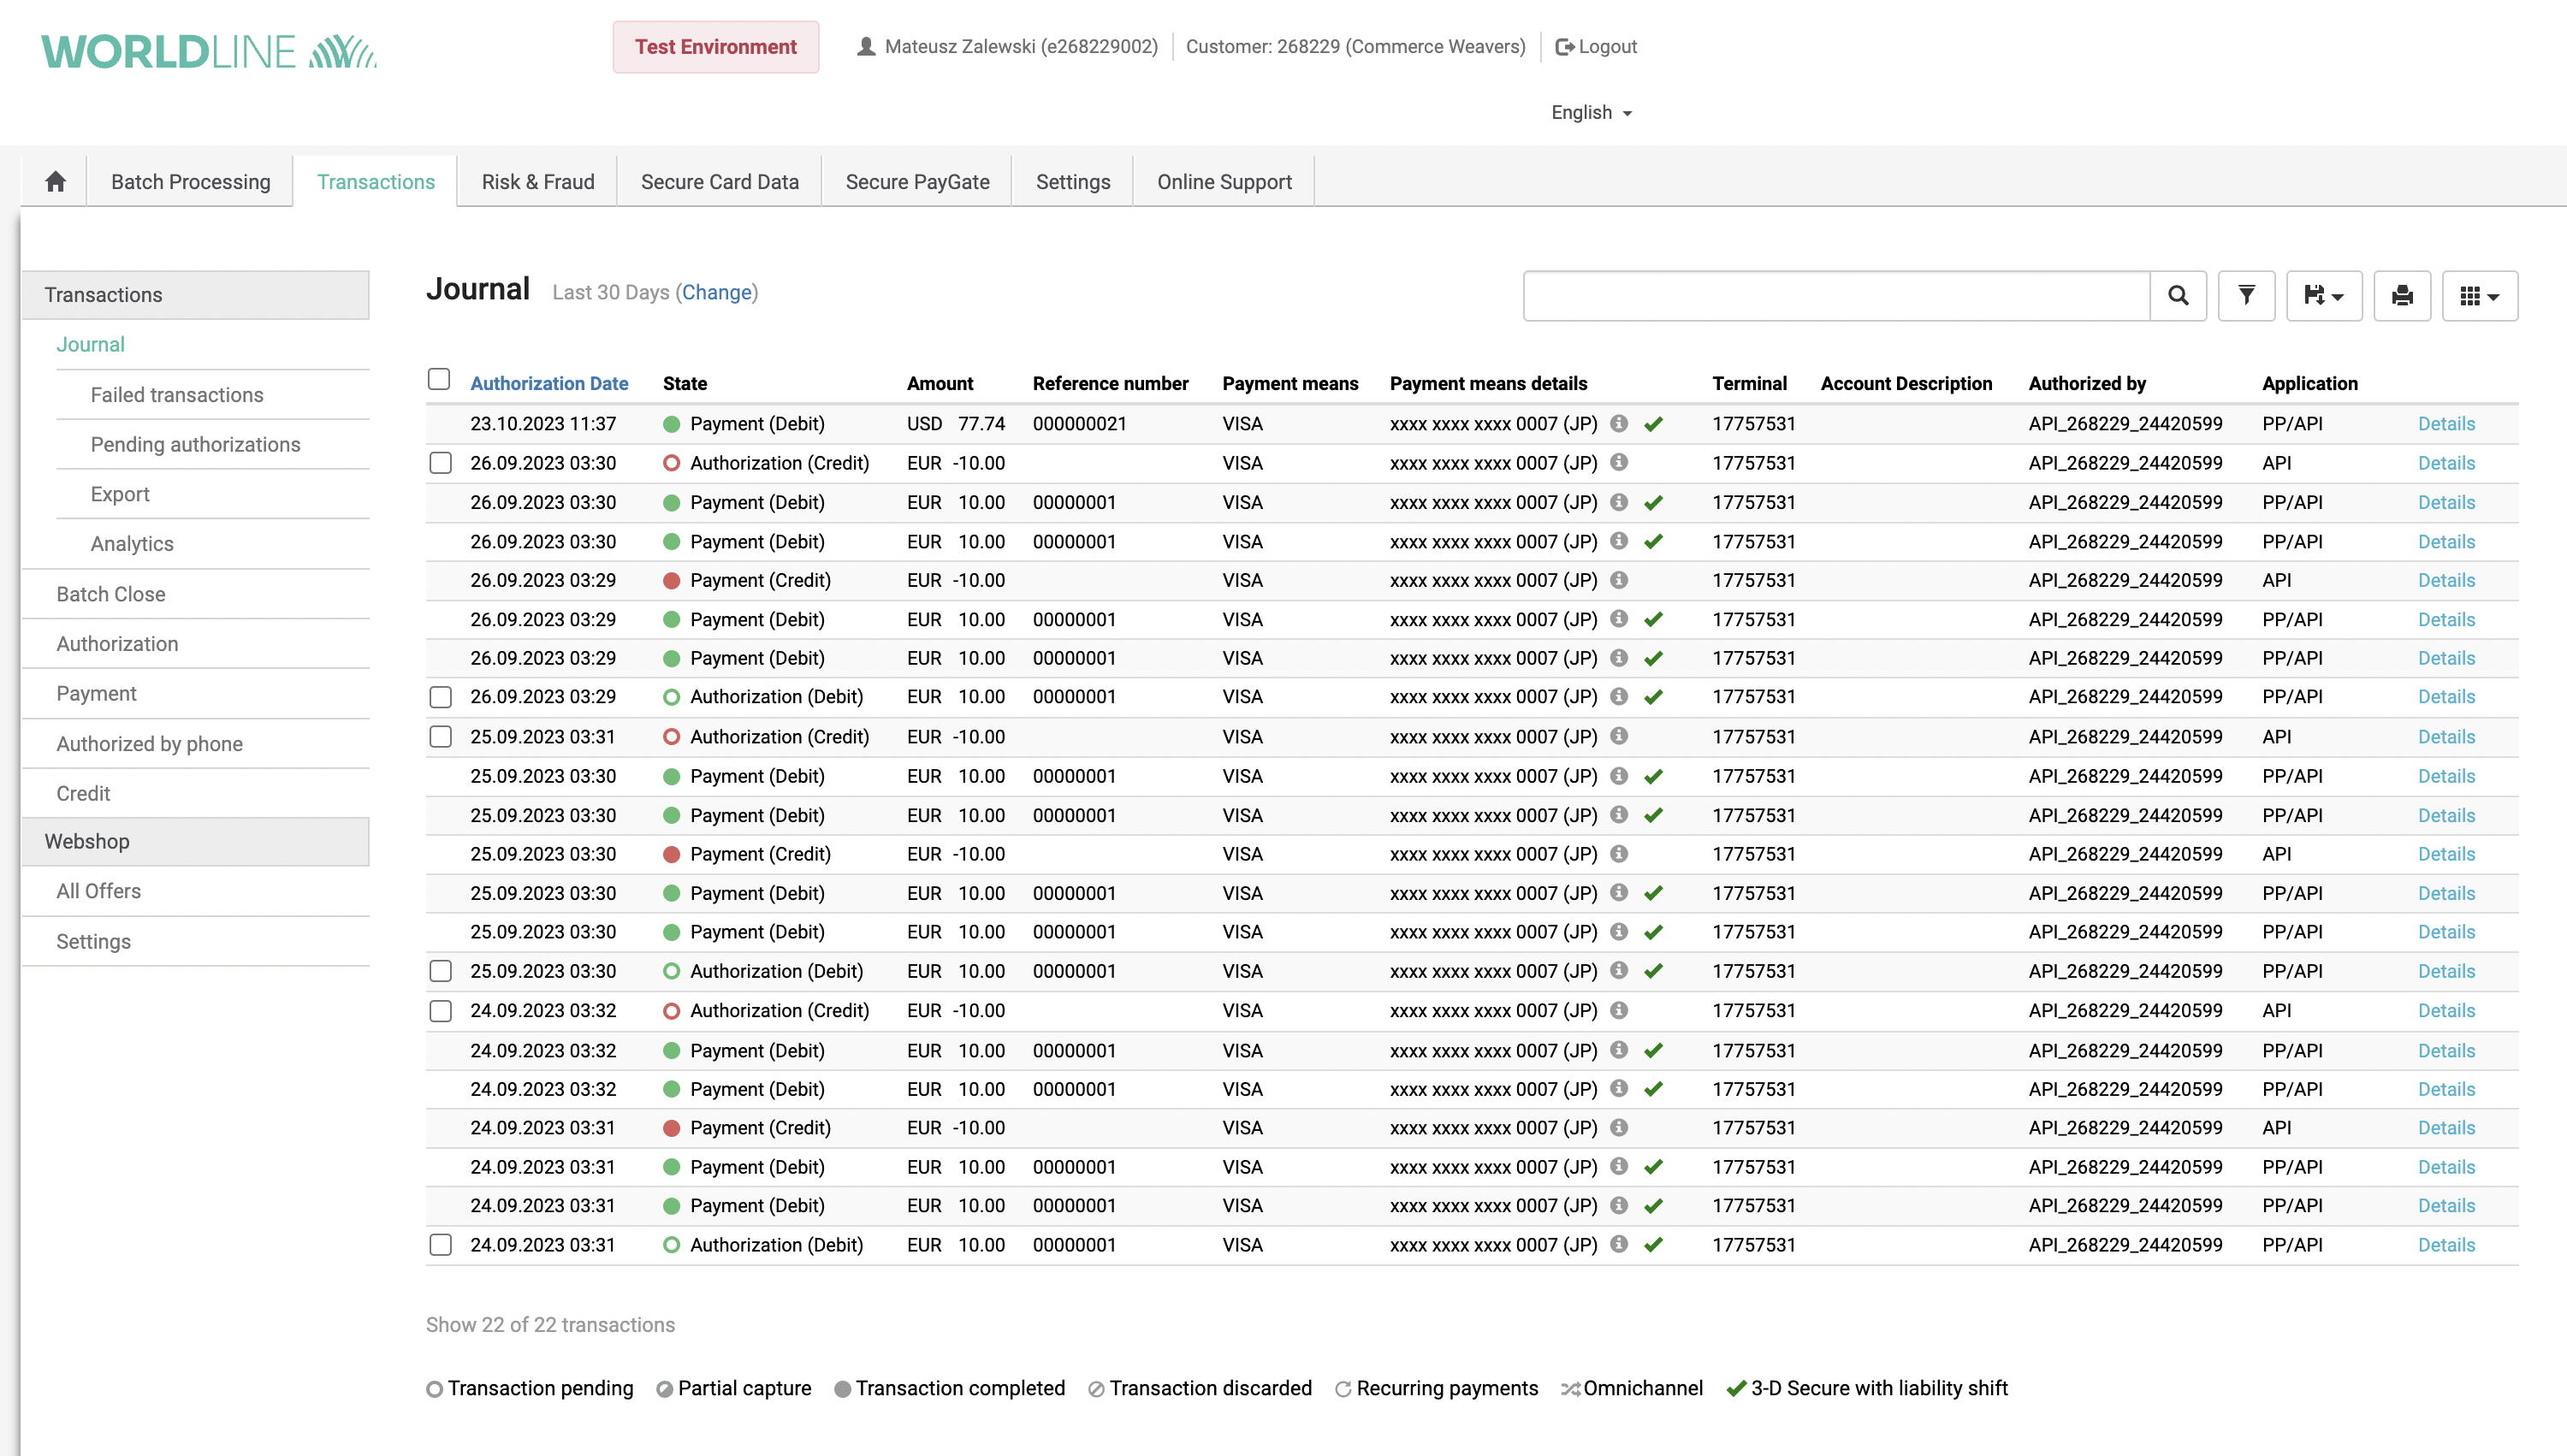 WORLDLINE
Test Environment
Mateusz Zalewski (e268229002)
Customer: 268229 (Commerce Weavers)
Logout
English
Batch Processing
Transactions
Risk & Fraud
Secure Card Data
Secure PayGate
Settings
Online Support
Transactions
Journal
Failed transactions
Pending authorizations
Export
Analytics
Batch Close
Authorization
Payment
Authorized by phone
Credit
Webshop
All Offers
Settings
Journal Last 30 Days (Change)
Authorization Date State Amount Reference number Payment means Payment means details Terminal Account Description Authorized by Application
23.10.2023 11:37 Payment (Debit) USD 77.74 000000021 VISA xxxx xxxx xxxx 0007 (JP) 17757531 API_268229_24420599 PP/API Details
26.09.2023 03:30 Authorization (Credit) EUR -10.00 VISA xxxx xxxx xxxx 0007 (JP) 17757531 API_268229_24420599 API Details
26.09.2023 03:30 Payment (Debit) EUR 10.00 00000001 VISA xxxx xxxx xxxx 0007 (JP) 17757531 API_268229_24420599 PP/API Details
26.09.2023 03:30 Payment (Debit) EUR 10.00 00000001 VISA xxxx xxxx xxxx 0007 (JP) 17757531 API_268229_24420599 PP/API Details
26.09.2023 03:29 Payment (Credit) EUR -10.00 VISA xxxx xxxx xxxx 0007 (JP) 17757531 API_268229_24420599 API Details
26.09.2023 03:29 Payment (Debit) EUR 10.00 00000001 VISA xxxx xxxx xxxx 0007 (JP) 17757531 API_268229_24420599 PP/API Details
26.09.2023 03:29 Payment (Debit) EUR 10.00 00000001 VISA xxxx xxxx xxxx 0007 (JP) 17757531 API_268229_24420599 PP/API Details
26.09.2023 03:29 Authorization (Debit) EUR 10.00 00000001 VISA xxxx xxxx xxxx 0007 (JP) 17757531 API_268229_24420599 PP/API Details
25.09.2023 03:31 Authorization (Credit) EUR -10.00 VISA xxxx xxxx xxxx 0007 (JP) 17757531 API_268229_24420599 API Details
25.09.2023 03:30 Payment (Debit) EUR 10.00 00000001 VISA xxxx xxxx xxxx 0007 (JP) 17757531 API_268229_24420599 PP/API Details
25.09.2023 03:30 Payment (Debit) EUR 10.00 00000001 VISA xxxx xxxx xxxx 0007 (JP) 17757531 API_268229_24420599 PP/API Details
25.09.2023 03:30 Payment (Credit) EUR -10.00 VISA xxxx xxxx xxxx 0007 (JP) 17757531 API_268229_24420599 API Details
25.09.2023 03:30 Payment (Debit) EUR 10.00 00000001 VISA xxxx xxxx xxxx 0007 (JP) 17757531 API_268229_24420599 PP/API Details
25.09.2023 03:30 Payment (Debit) EUR 10.00 00000001 VISA xxxx xxxx xxxx 0007 (JP) 17757531 API_268229_24420599 PP/API Details
25.09.2023 03:30 Authorization (Debit) EUR 10.00 00000001 VISA xxxx xxxx xxxx 0007 (JP) 17757531 API_268229_24420599 PP/API Details
24.09.2023 03:32 Authorization (Credit) EUR -10.00 VISA xxxx xxxx xxxx 0007 (JP) 17757531 API_268229_24420599 API Details
24.09.2023 03:32 Payment (Debit) EUR 10.00 00000001 VISA xxxx xxxx xxxx 0007 (JP) 17757531 API_268229_24420599 PP/API Details
24.09.2023 03:32 Payment (Debit) EUR 10.00 00000001 VISA xxxx xxxx xxxx 0007 (JP) 17757531 API_268229_24420599 PP/API Details
24.09.2023 03:31 Payment (Credit) EUR -10.00 VISA xxxx xxxx xxxx 0007 (JP) 17757531 API_268229_24420599 API Details
24.09.2023 03:31 Payment (Debit) EUR 10.00 00000001 VISA xxxx xxxx xxxx 0007 (JP) 17757531 API_268229_24420599 PP/API Details
24.09.2023 03:31 Payment (Debit) EUR 10.00 00000001 VISA xxxx xxxx xxxx 0007 (JP) 17757531 API_268229_24420599 PP/API Details
24.09.2023 03:31 Authorization (Debit) EUR 10.00 00000001 VISA xxxx xxxx xxxx 0007 (JP) 17757531 API_268229_24420599 PP/API Details
Show 22 of 22 transactions
Transaction pending Partial capture Transaction completed Transaction discarded Recurring payments Omnichannel 3-D Secure with liability shift